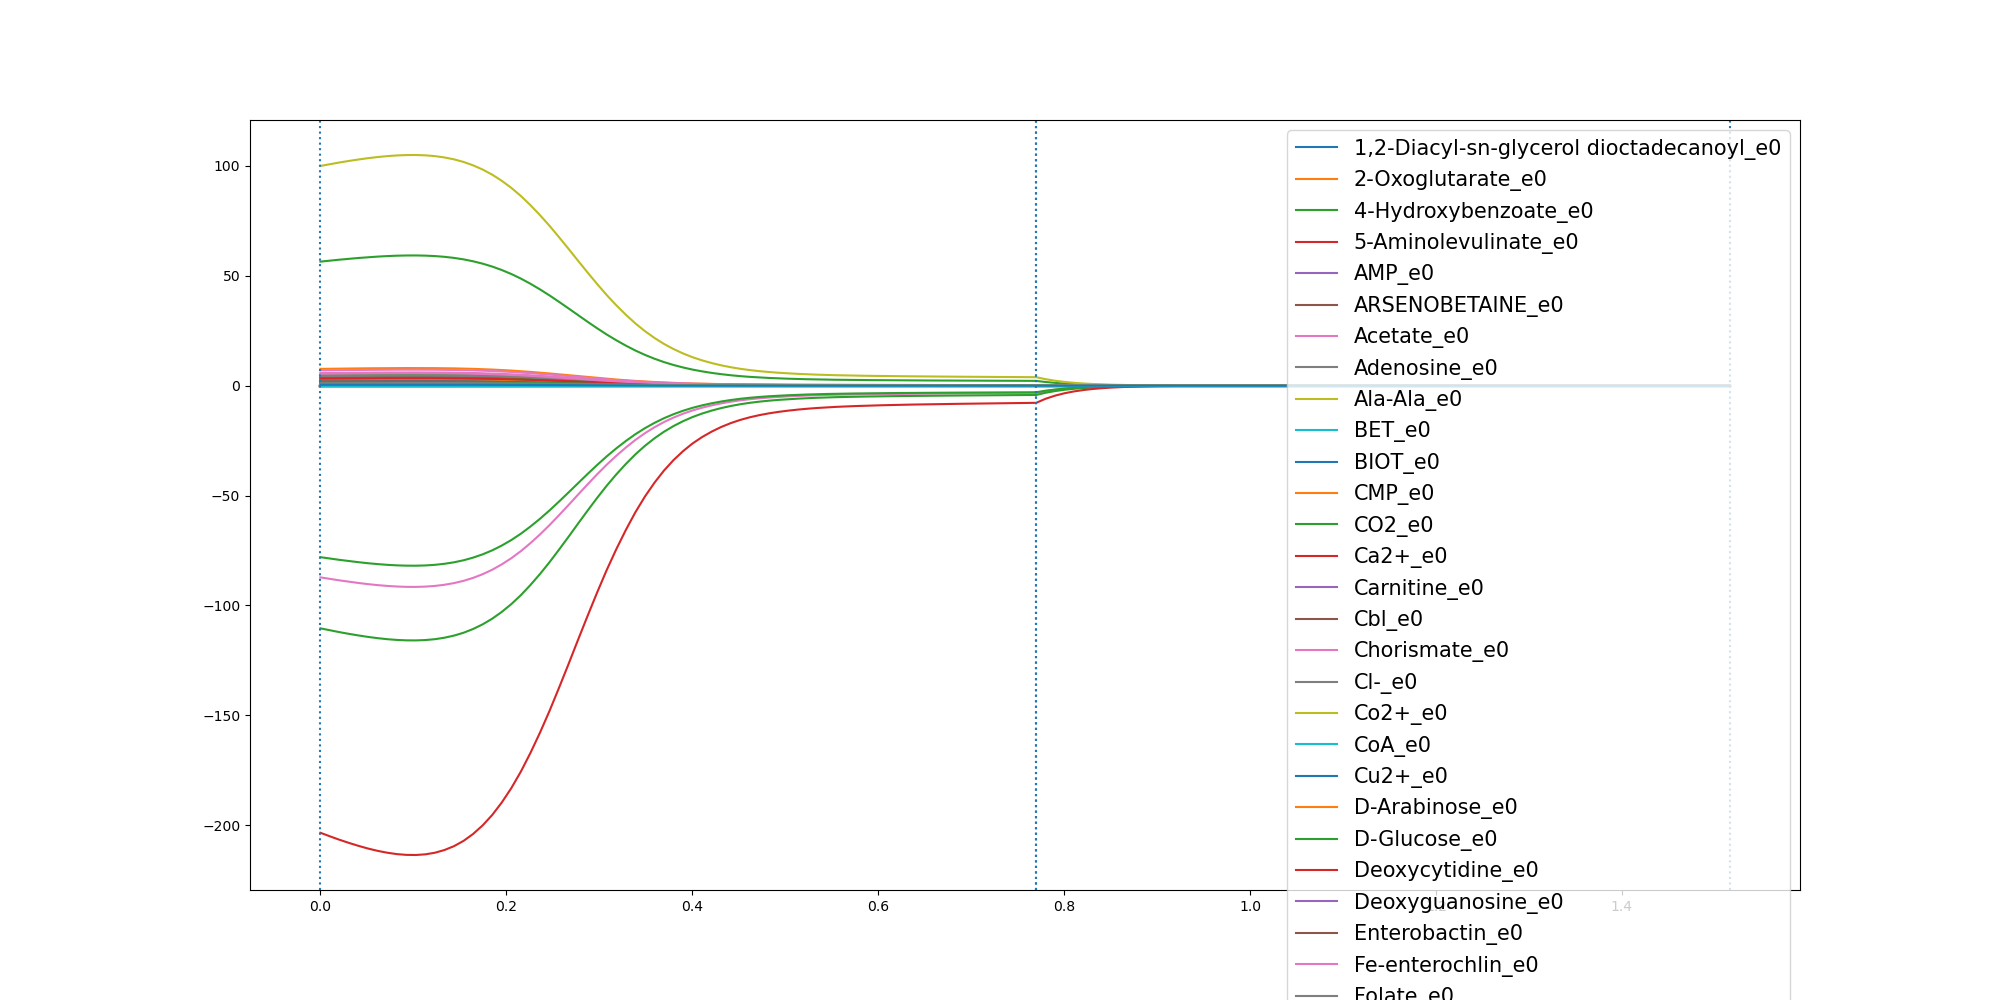 100
50
0
−50
−100
−150
−200
0.0
0.2
0.4
0.6
0.8
1.0
1.4
1,2-Diacyl-sn-glycerol dioctadecanoyl_e0
2-Oxoglutarate_e0
4-Hydroxybenzoate_e0
5-Aminolevulinate_e0
AMP_e0
ARSENOBETAINE_e0
Acetate_e0
Adenosine_e0
Ala-Ala_e0
BET_e0
BIOT_e0
CMP_e0
CO2_e0
Ca2+_e0
Carnitine_e0
Cbl_e0
Chorismate_e0
Cl-_e0
Co2+_e0
CoA_e0
Cu2+_e0
D-Arabinose_e0
D-Glucose_e0
Deoxycytidine_e0
Deoxyguanosine_e0
Enterobactin_e0
Fe-enterochlin_e0
Folate_e0